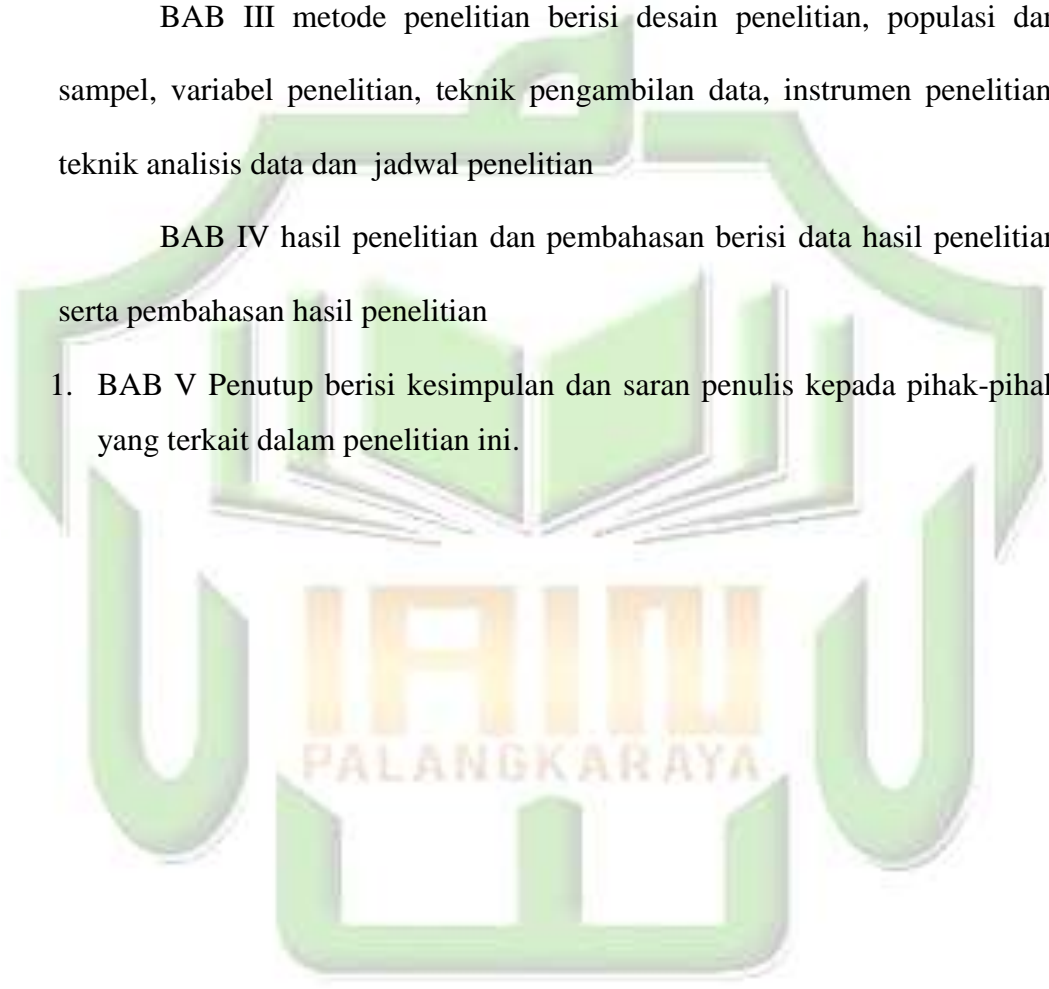 BAB III metode penelitian berisi desain penelitian, populasi dan
sampel, variabel penelitian, teknik pengambilan data, instrumen penelitian
teknik analisis data dan jadwal penelitian
BAB IV hasil penelitian dan pembahasan berisi data hasil penelitian
serta pembahasan hasil penelitian
1. BAB V Penutup berisi kesimpulan dan saran penulis kepada pihak-pihak
yang terkait dalam penelitian ini.
IAIN
PALANGKARAYA